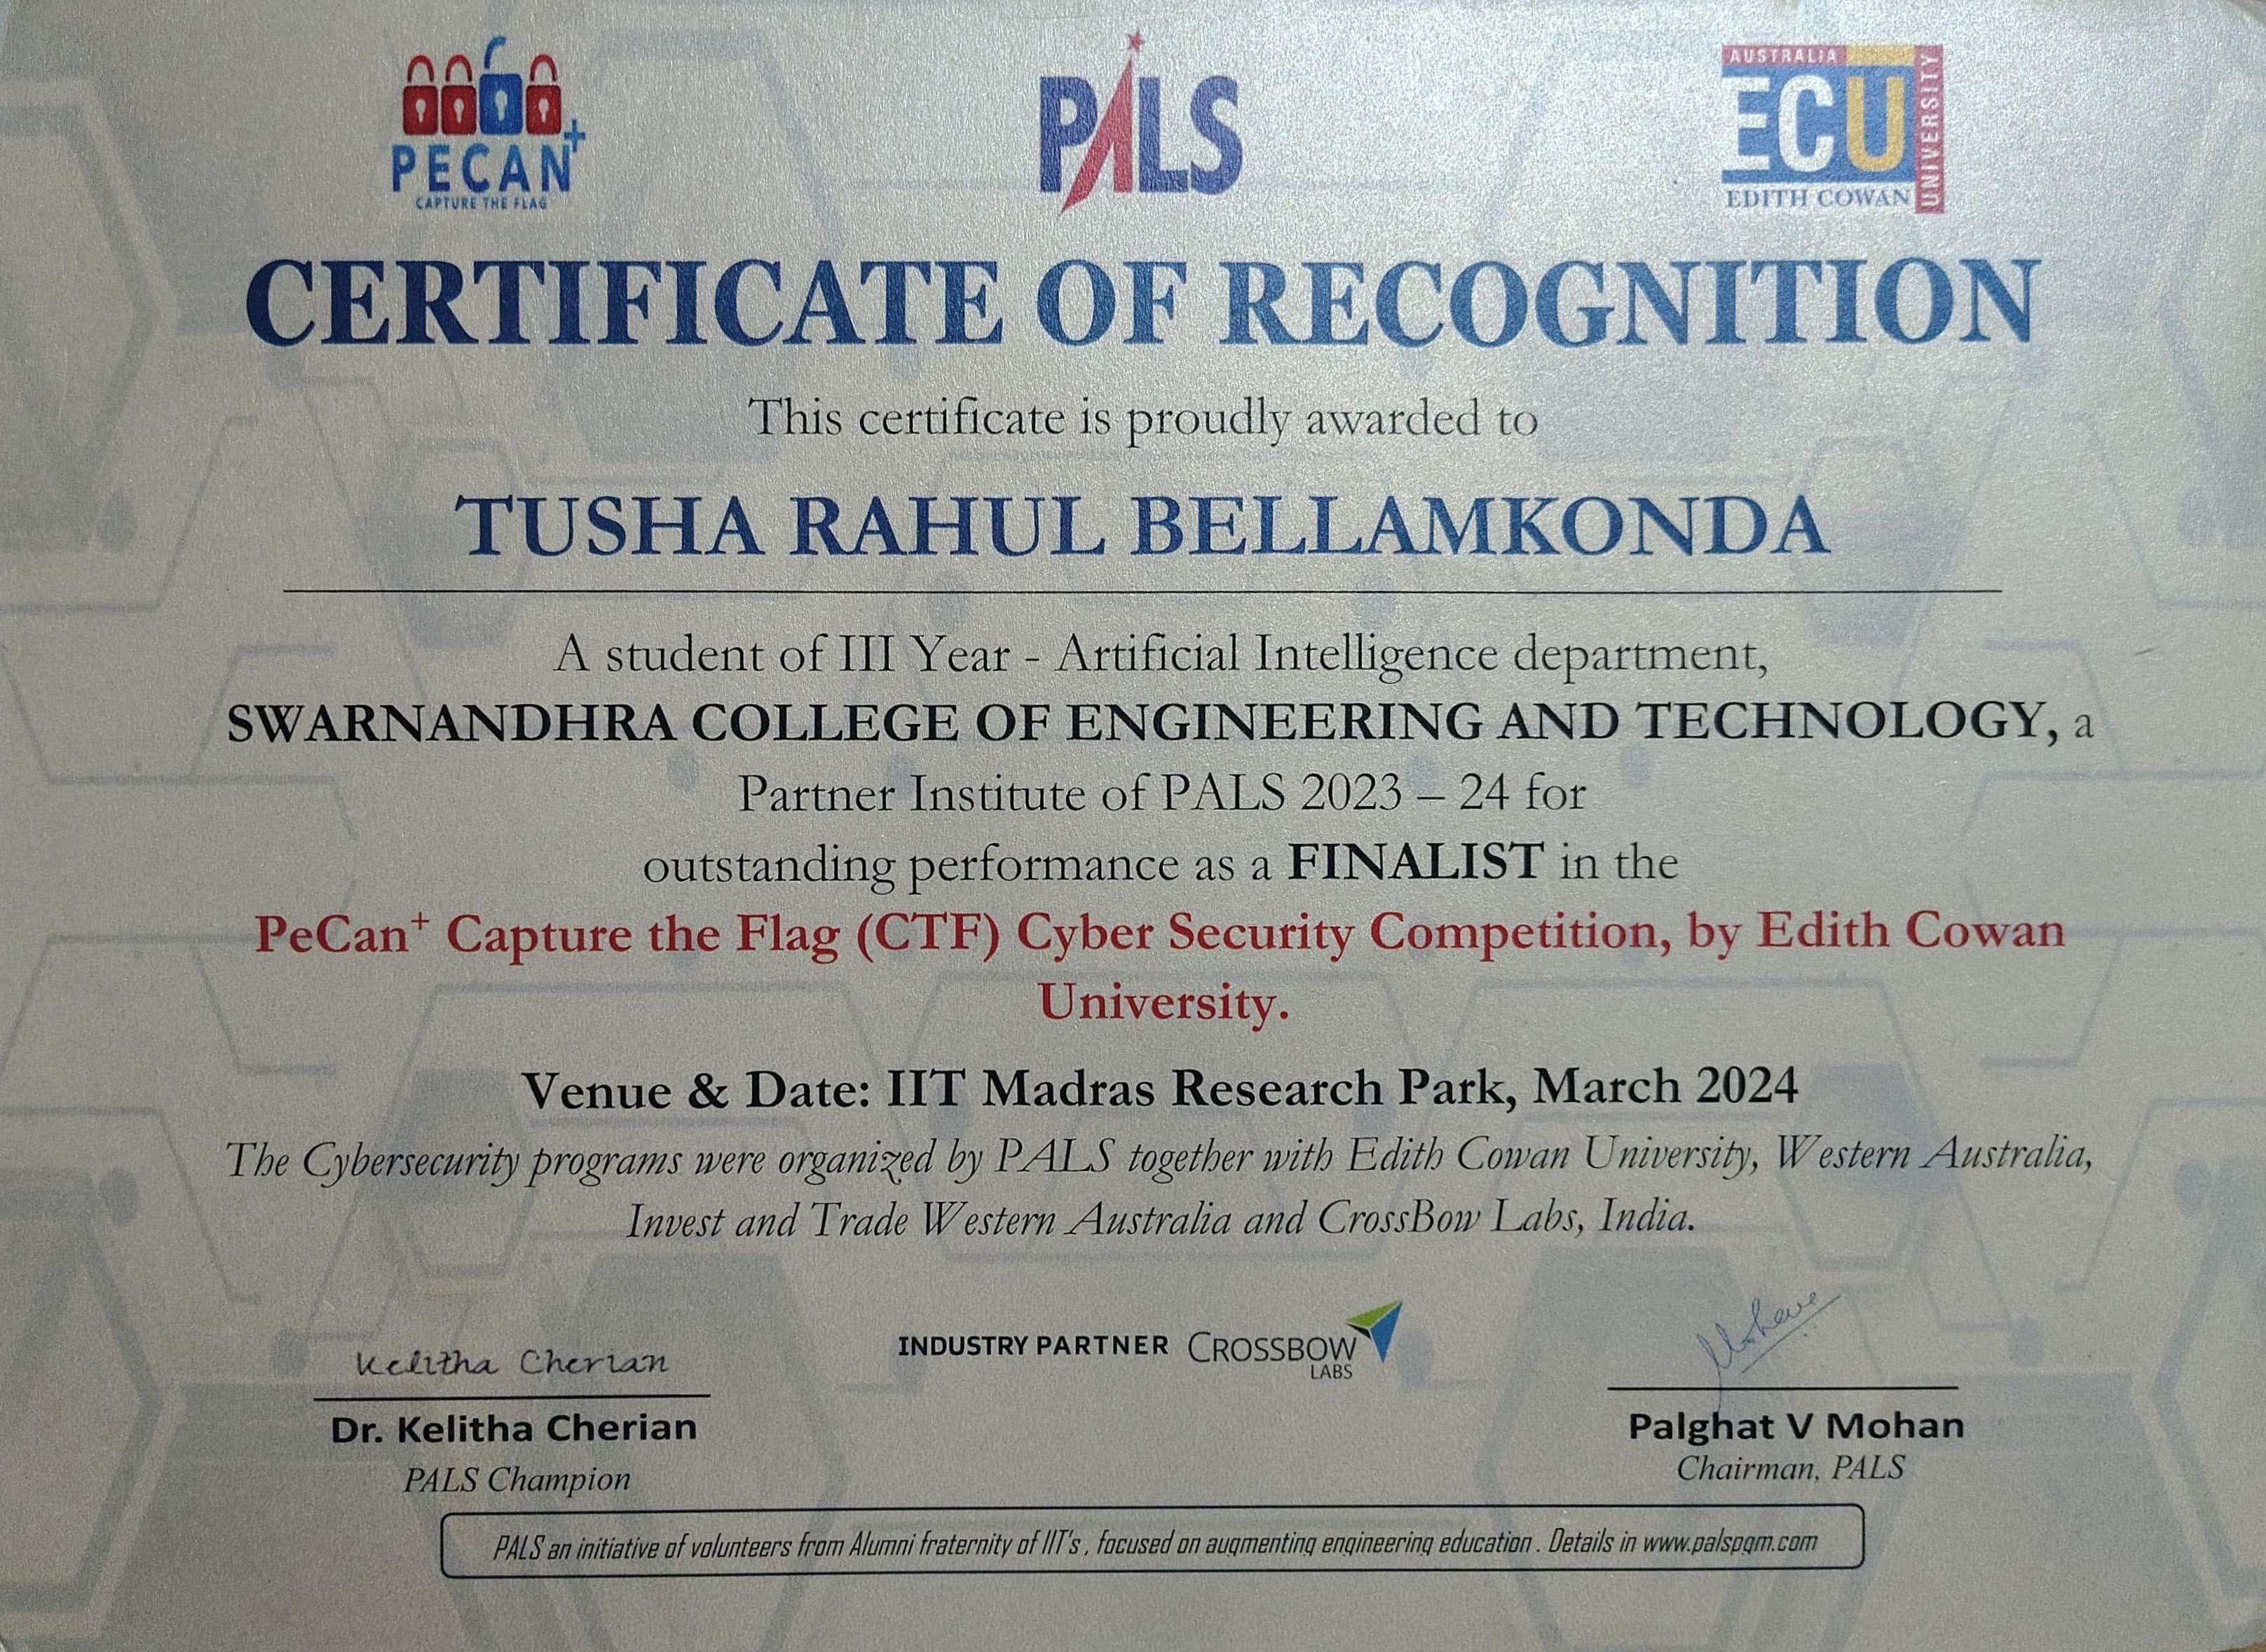 PECAN+
CAPTURE THE FLAG
PALS
AUSTRALIA
ECU
UNIVERSITY
EDITH COWAN
CERTIFICATE OF RECOGNITION
This certificate is proudly awarded to
TUSHA RAHUL BELLAMKONDA
A student of III Year - Artificial Intelligence department,
SWARNANDHRA COLLEGE OF ENGINEERING AND TECHNOLOGY, a
Partner Institute of PALS 2023 – 24 for
outstanding performance as a FINALIST in the
PeCan⁺ Capture the Flag (CTF) Cyber Security Competition, by Edith Cowan
University.
Venue & Date: IIT Madras Research Park, March 2024
The Cybersecurity programs were organized by PALS together with Edith Cowan University, Western Australia,
Invest and Trade Western Australia and CrossBow Labs, India.
Kelitha Cherian
INDUSTRY PARTNER CROSSBOW
LABS
Dr. Kelitha Cherian
PALS Champion
Palghat V Mohan
Chairman, PALS
PALS an initiative of volunteers from Alumni fraternity of IIT's , focused on augmenting engineering education . Details in www.palspgm.com